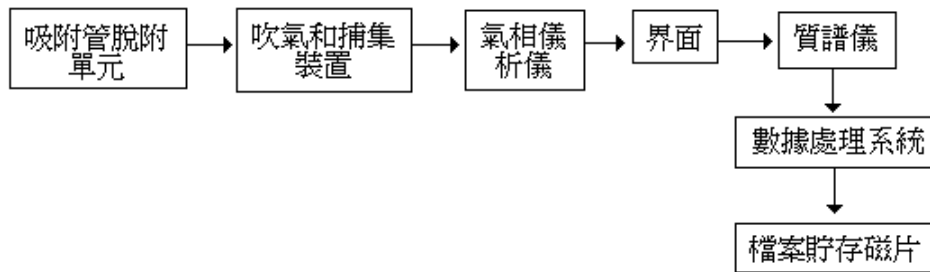 吸附管脫附
單元
吹氣和捕集
裝置
氣相儀
析儀
界面
質譜儀
數據處理系統
檔案貯存磁片